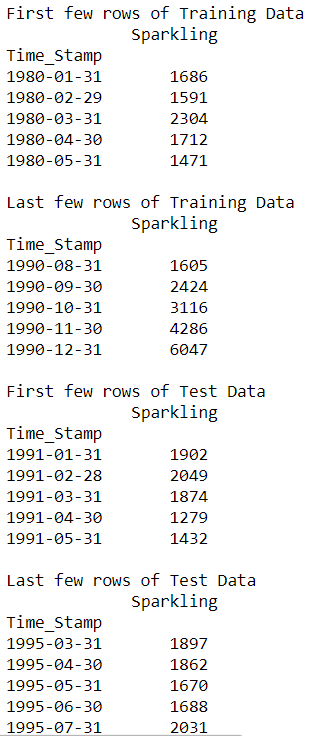 First few rows of Training Data
Sparkling
Time_Stamp
1980-01-31 1686
1980-02-29 1591
1980-03-31 2304
1980-04-30 1712
1980-05-31 1471
Last few rows of Training Data
Sparkling
Time_Stamp
1990-08-31 1605
1990-09-30 2424
1990-10-31 3116
1990-11-30 4286
1990-12-31 6047
First few rows of Test Data
Sparkling
Time_Stamp
1991-01-31 1902
1991-02-28 2049
1991-03-31 1874
1991-04-30 1279
1991-05-31 1432
Last few rows of Test Data
Sparkling
Time_Stamp
1995-03-31 1897
1995-04-30 1862
1995-05-31 1670
1995-06-30 1688
1995-07-31 2031